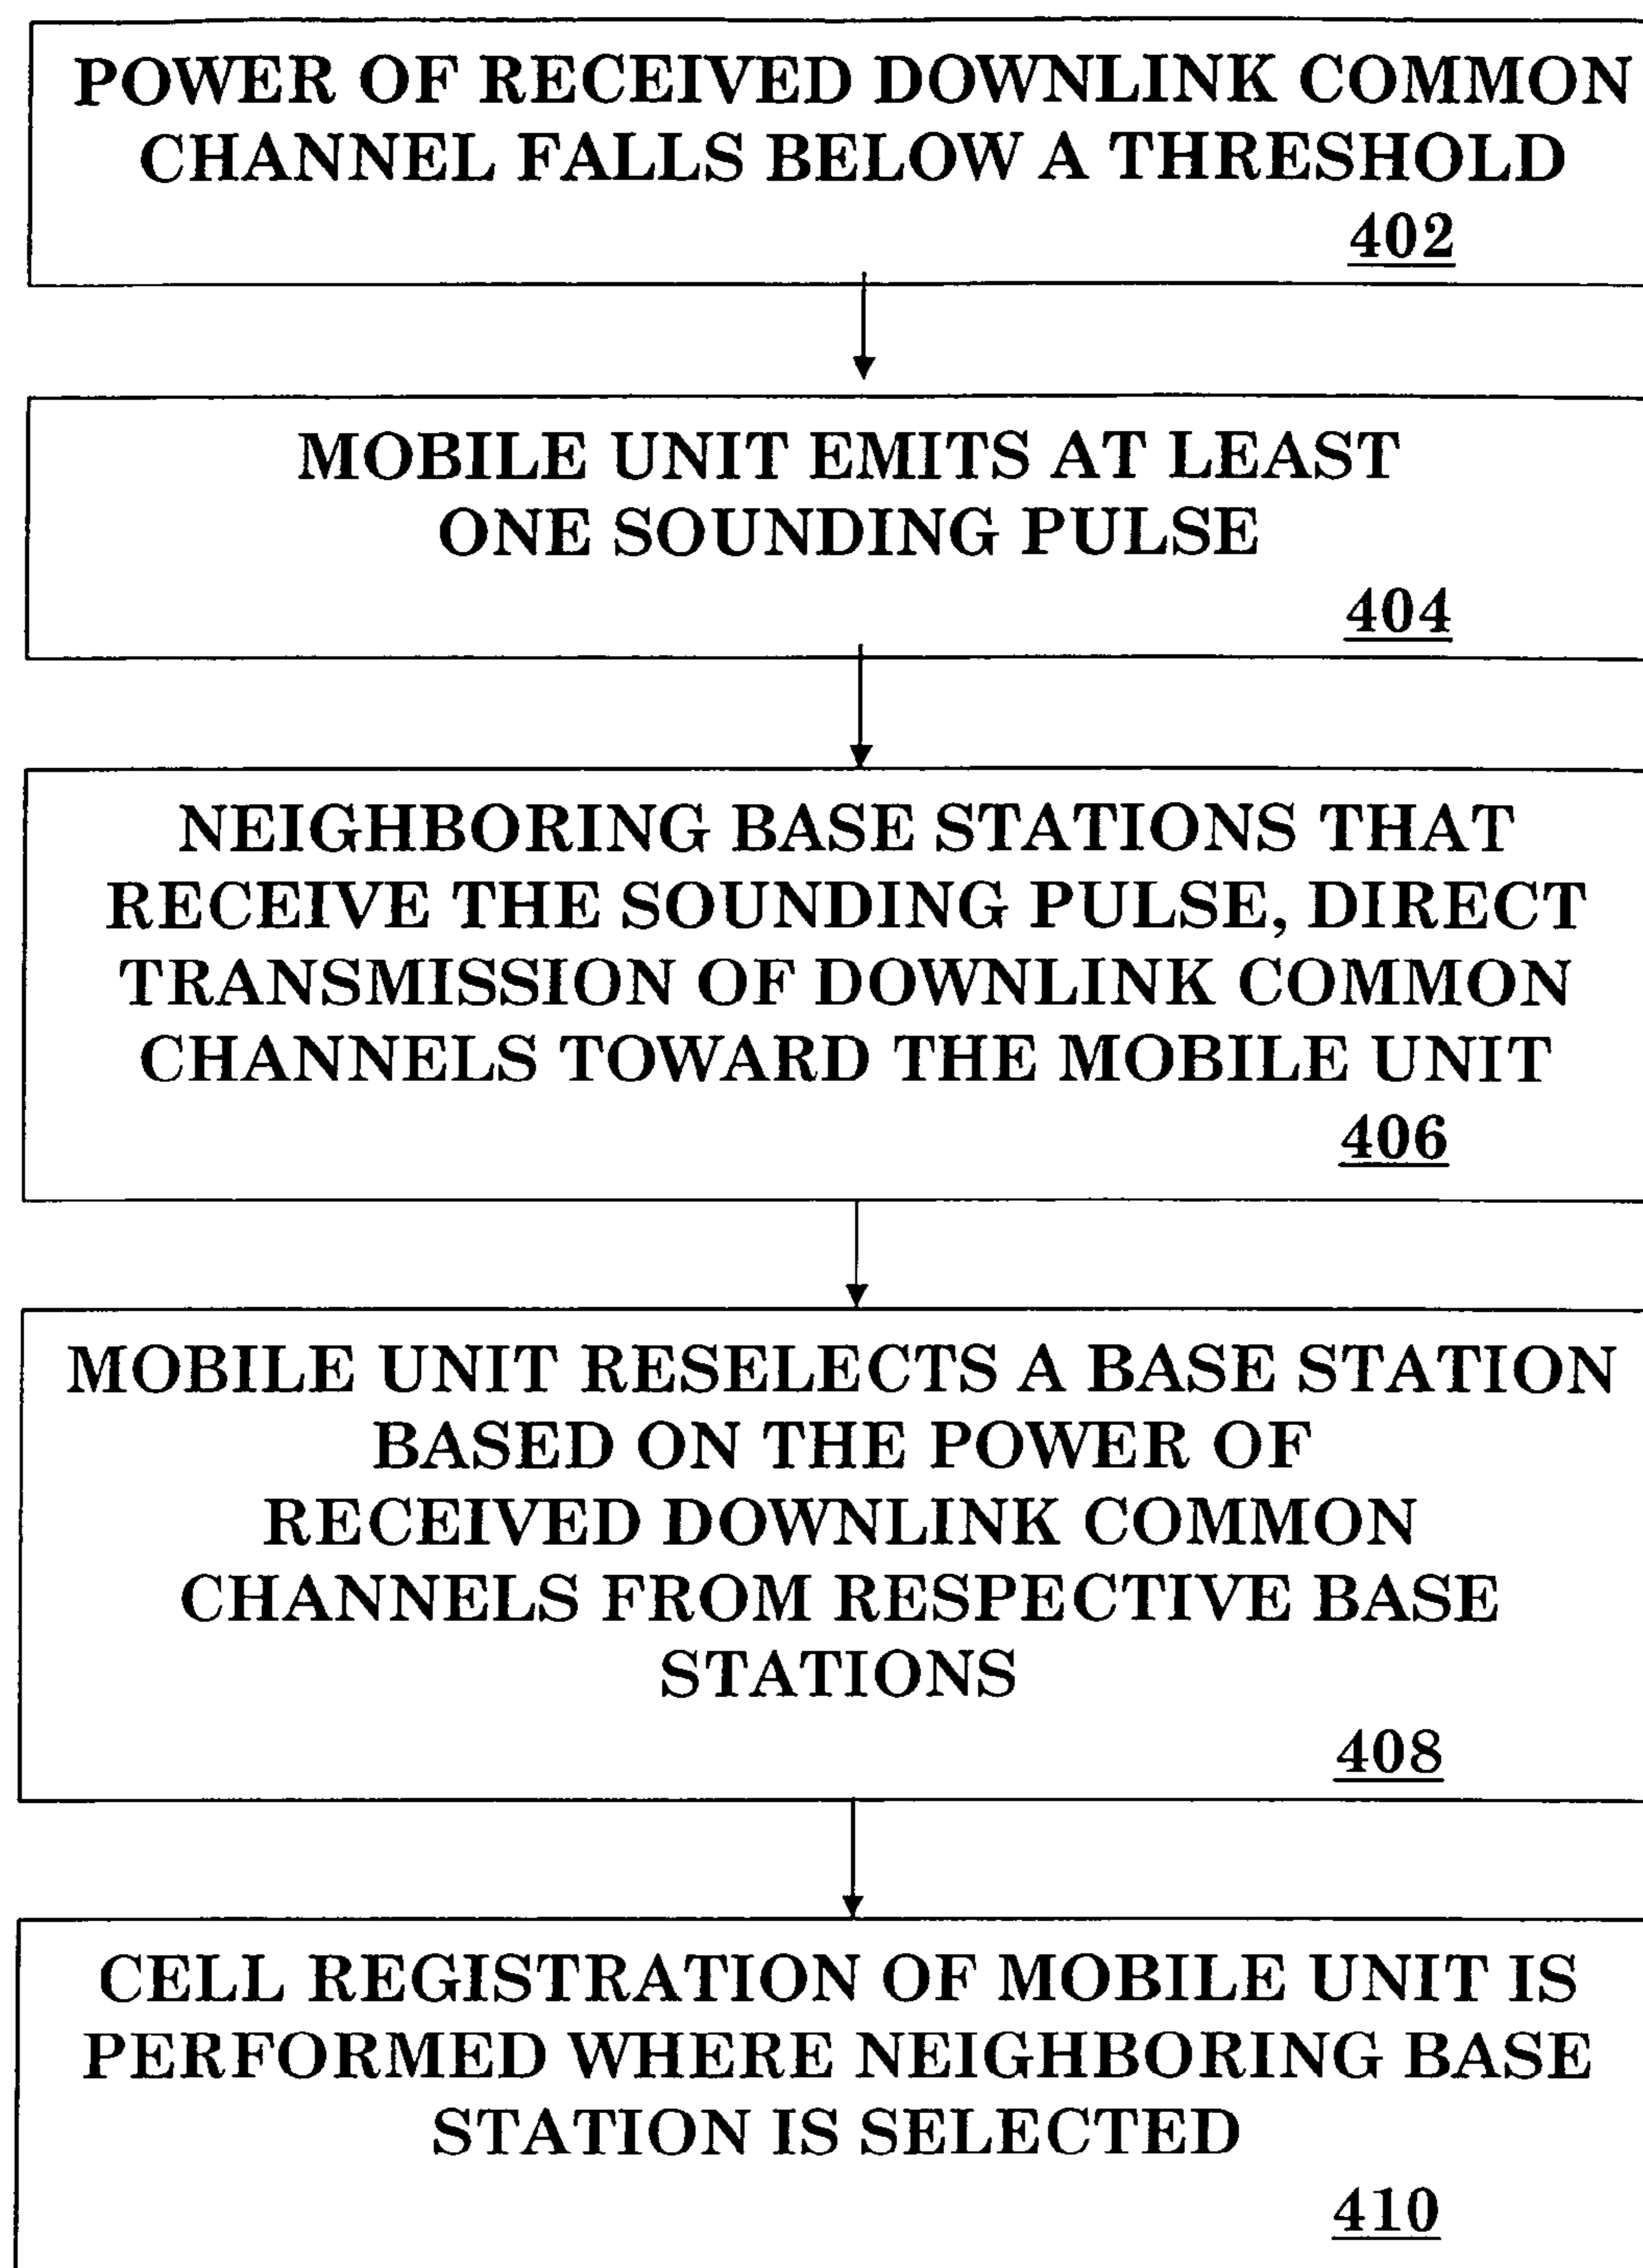 POWER OF RECEIVED DOWNLINK COMMON
CHANNEL FALLS BELOW A THRESHOLD
402
MOBILE UNIT EMITS AT LEAST
ONE SOUNDING PULSE
404
NEIGHBORING BASE STATIONS THAT
RECEIVE THE SOUNDING PULSE, DIRECT
TRANSMISSION OF DOWNLINK COMMON
CHANNELS TOWARD THE MOBILE UNIT
406
MOBILE UNIT RESELECTS A BASE STATION
BASED ON THE POWER OF
RECEIVED DOWNLINK COMMON
CHANNELS FROM RESPECTIVE BASE
STATIONS
408
CELL REGISTRATION OF MOBILE UNIT IS
PERFORMED WHERE NEIGHBORING BASE
STATION IS SELECTED
410